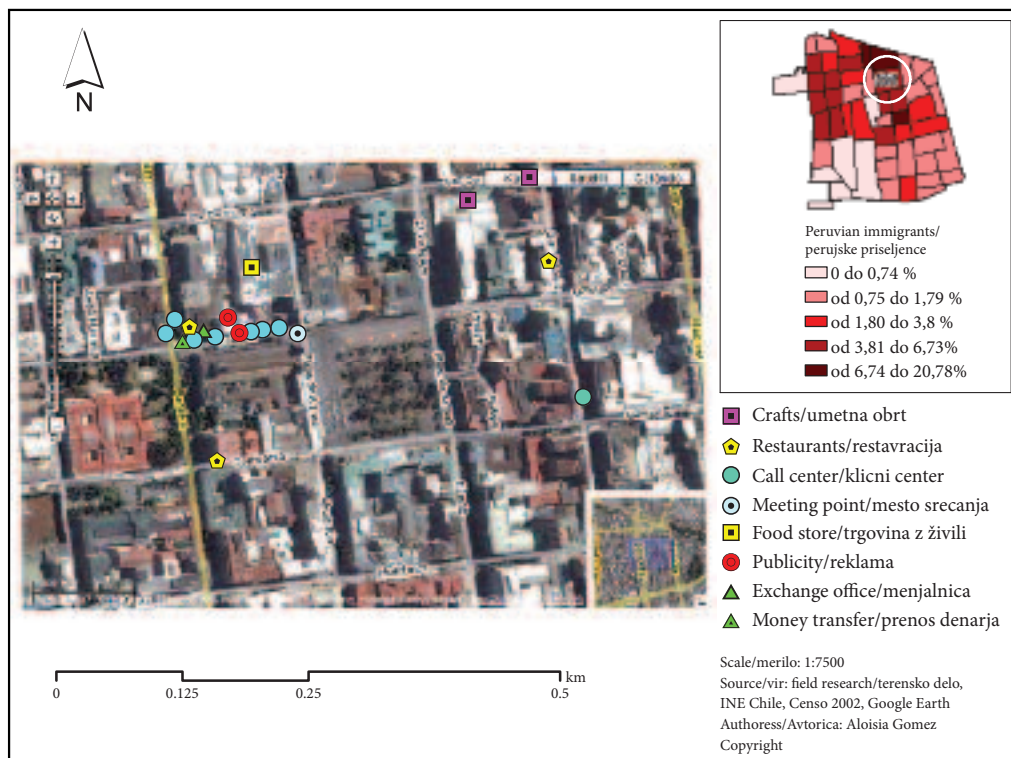 N
Peruvian immigrants/
perujske priseljence
0 do 0,74 %
od 0,75 do 1,79 %
od 1,80 do 3,8 %
od 3,81 do 6,73%
od 6,74 do 20,78%
Crafts/umetna obrt
Restaurants/restavracija
Call center/klicni center
Meeting point/mesto srecanja
Food store/trgovina z živili
Publicity/reklama
Exchange office/menjalnica
Money transfer/prenos denarja
km
0
0.125
0.25
0.5
Scale/merilo: 1:7500
Source/vir: field research/terensko delo,
INE Chile, Censo 2002, Google Earth
Authoress/Avtorica: Aloisia Gomez
Copyright